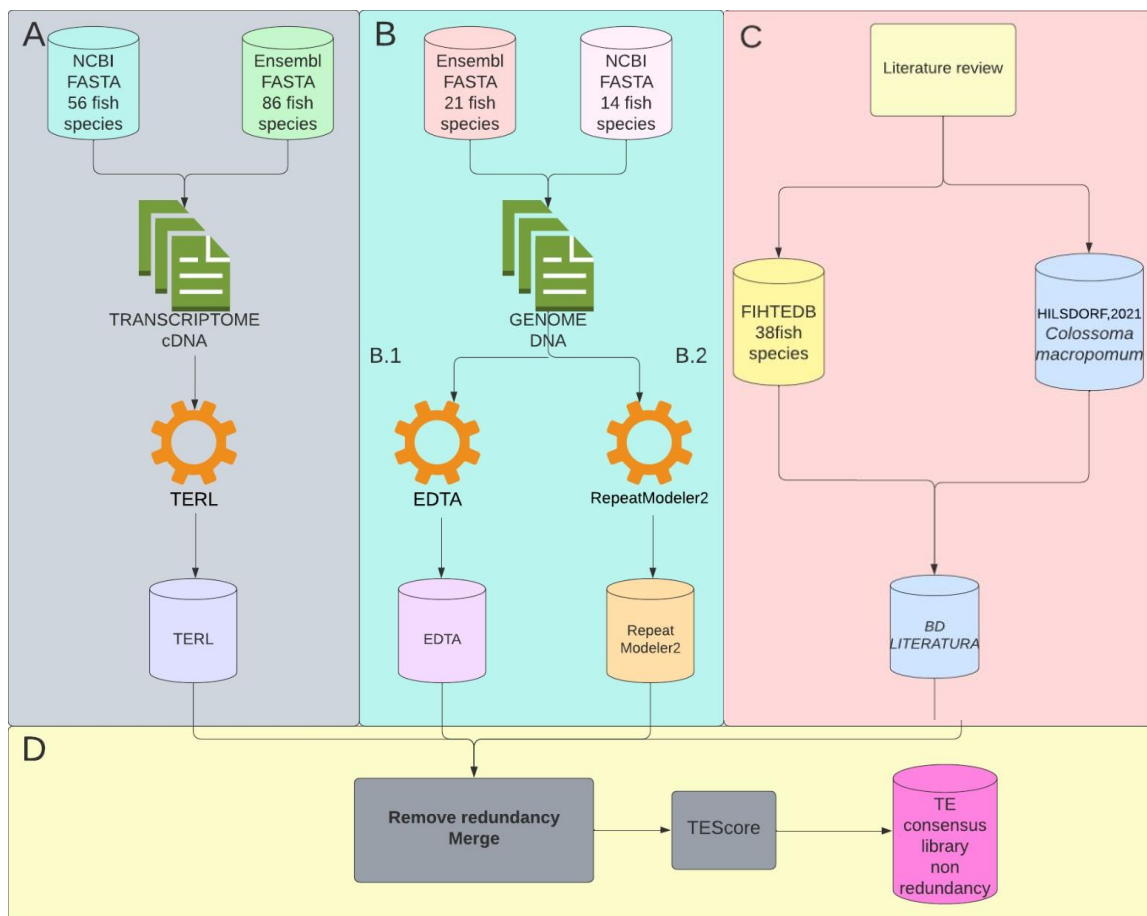 A
NCBI
FASTA
56 fish
species
Ensembl
FASTA
86 fish
species
TRANSCRIPTOME
cDNA
TERL
TERL
B
Ensembl
FASTA
21 fish
species
NCBI
FASTA
14 fish
species
GENOME
DNA
B.1
B.2
EDTA
RepeatModeler2
EDTA
Repeat
Modeler2
C
Literature review
FIHTEDB
38fish
species
HILSDORF,2021
Colossoma
macropomum
BD
LITERATURA
D
Remove redundancy
Merge
TEScore
TE
consensus
library
non
redundancy